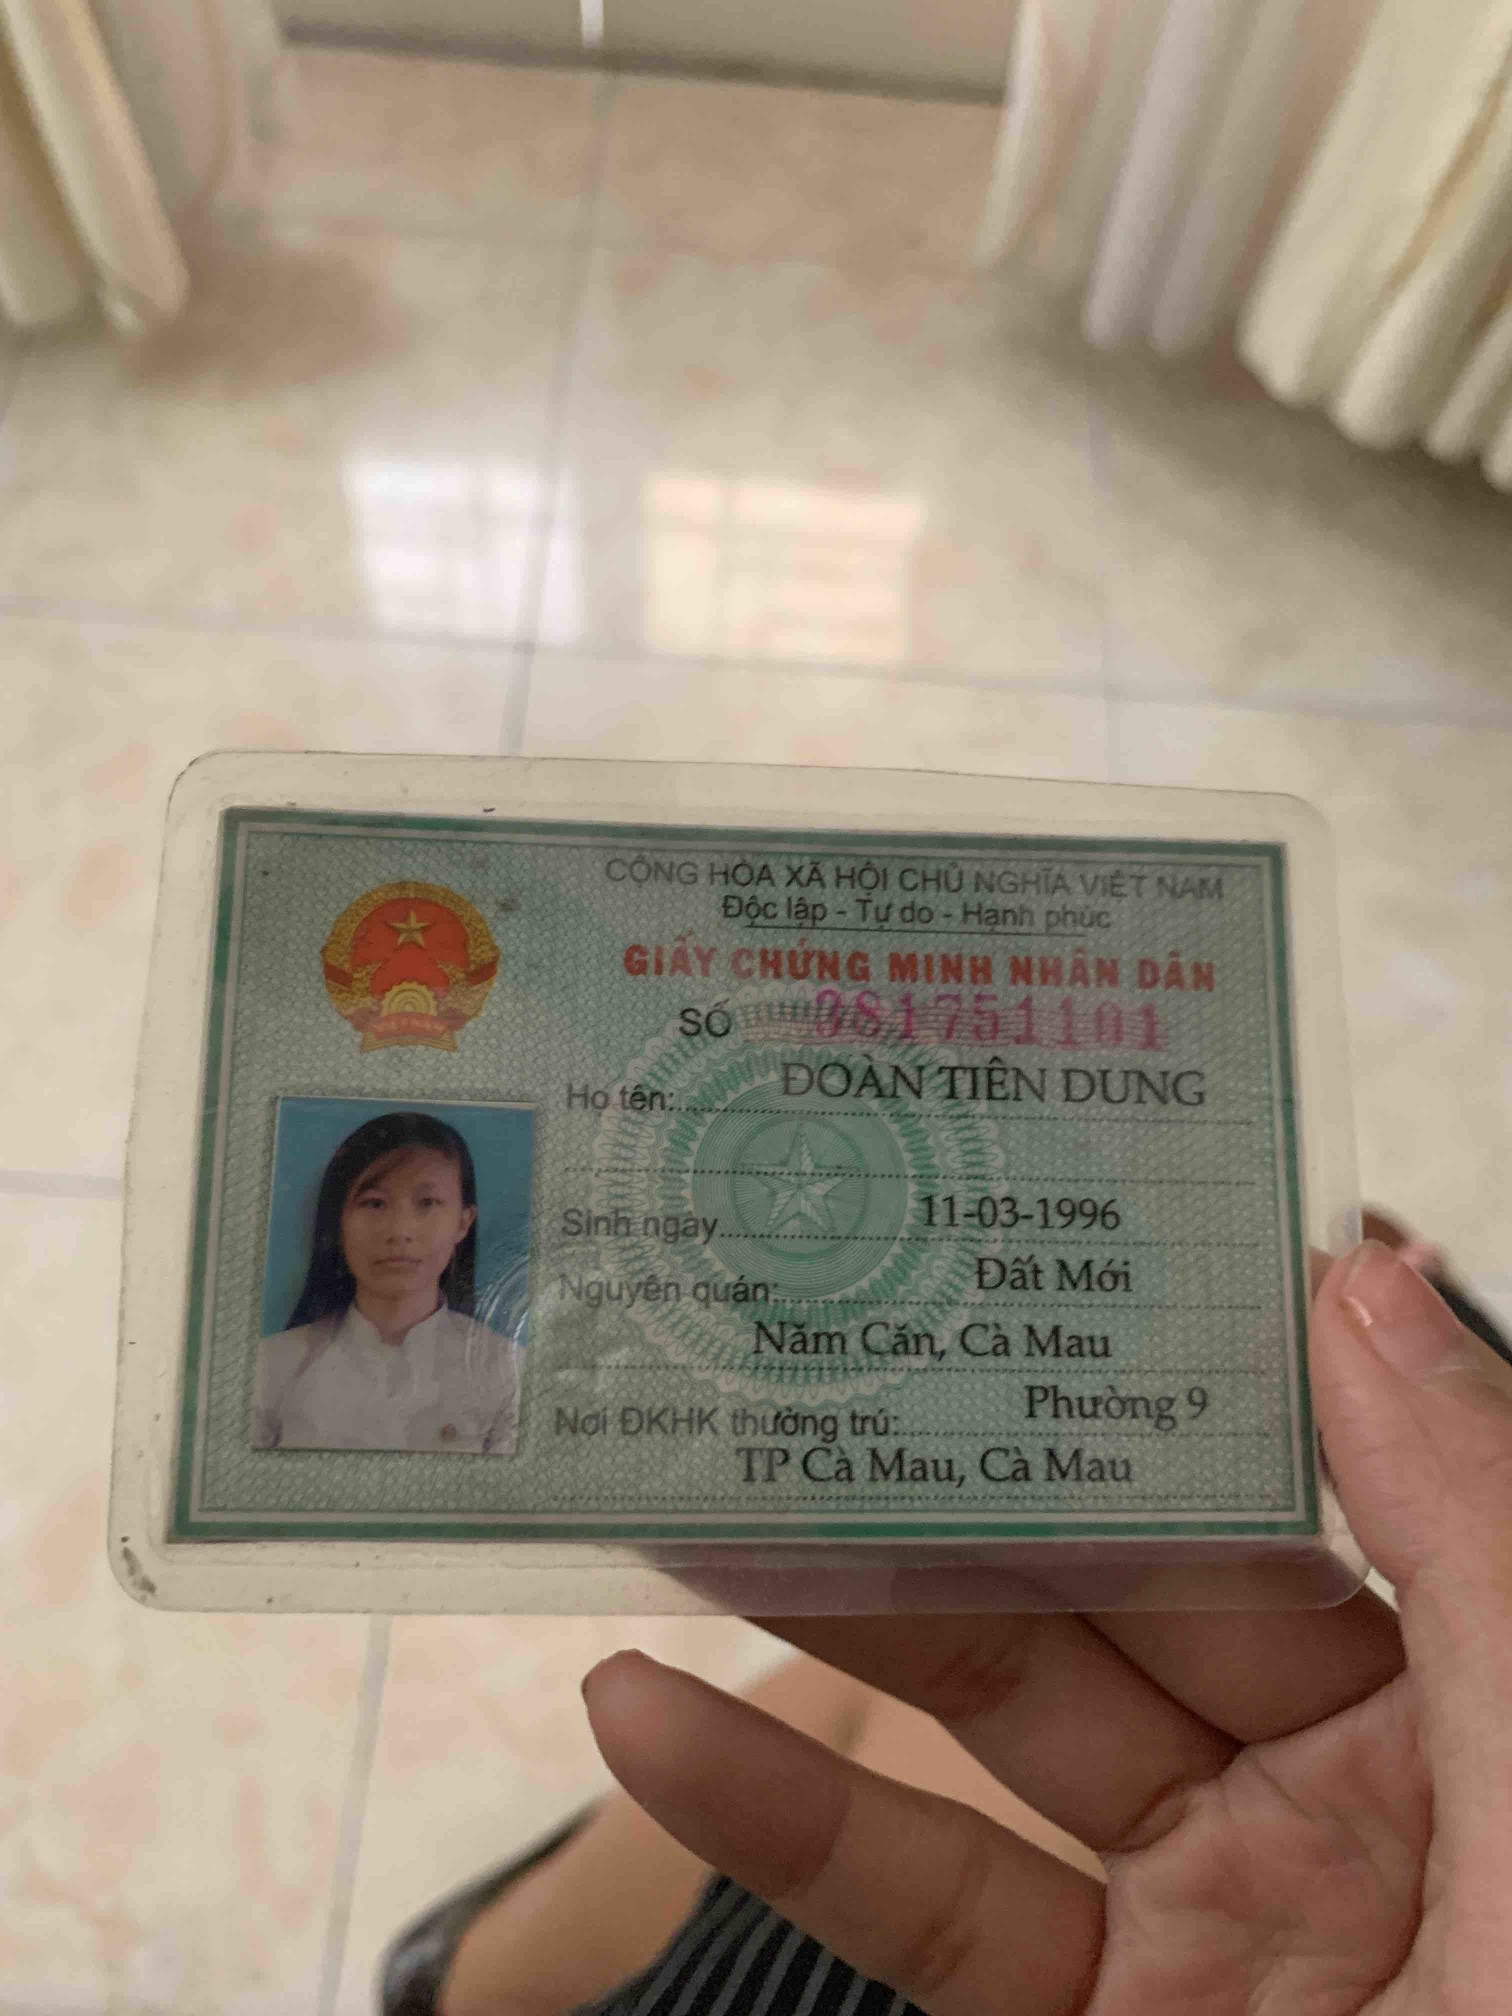 CỘNG HÒA XÃ HỘI CHỦ NGHĨA VIỆT NAM
Độc lập - Tự do - Hạnh phúc
GIẤY CHỨNG MINH NHÂN DÂN
SỐ 381751101
Họ tên: ĐOÀN TIÊN DUNG
Sinh ngày 11-03-1996
Nguyên quán: Đất Mới
Năm Căn, Cà Mau
Nơi ĐKHK thường trú: Phường 9
TP Cà Mau, Cà Mau